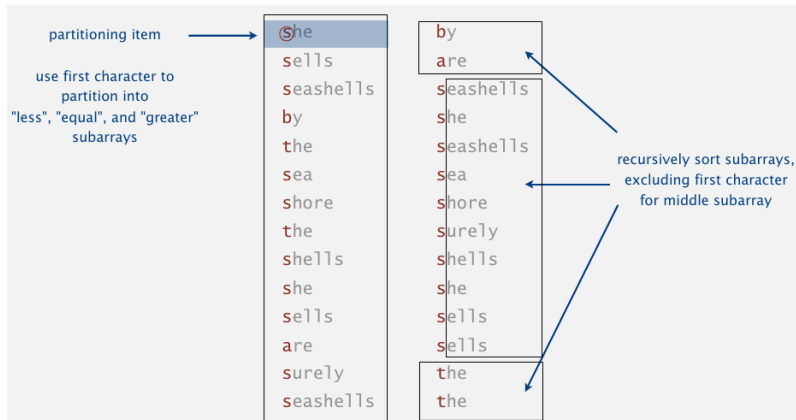 partitioning item
use first character to
partition into
"less", "equal", and "greater"
subarrays
she
sells
seashells
by
the
sea
shore
the
shells
she
sells
are
surely
seashells
by
are
seashells
she
seashells
sea
shore
surely
shells
she
sells
sells
the
the
recursively sort subarrays,
excluding first character
for middle subarray